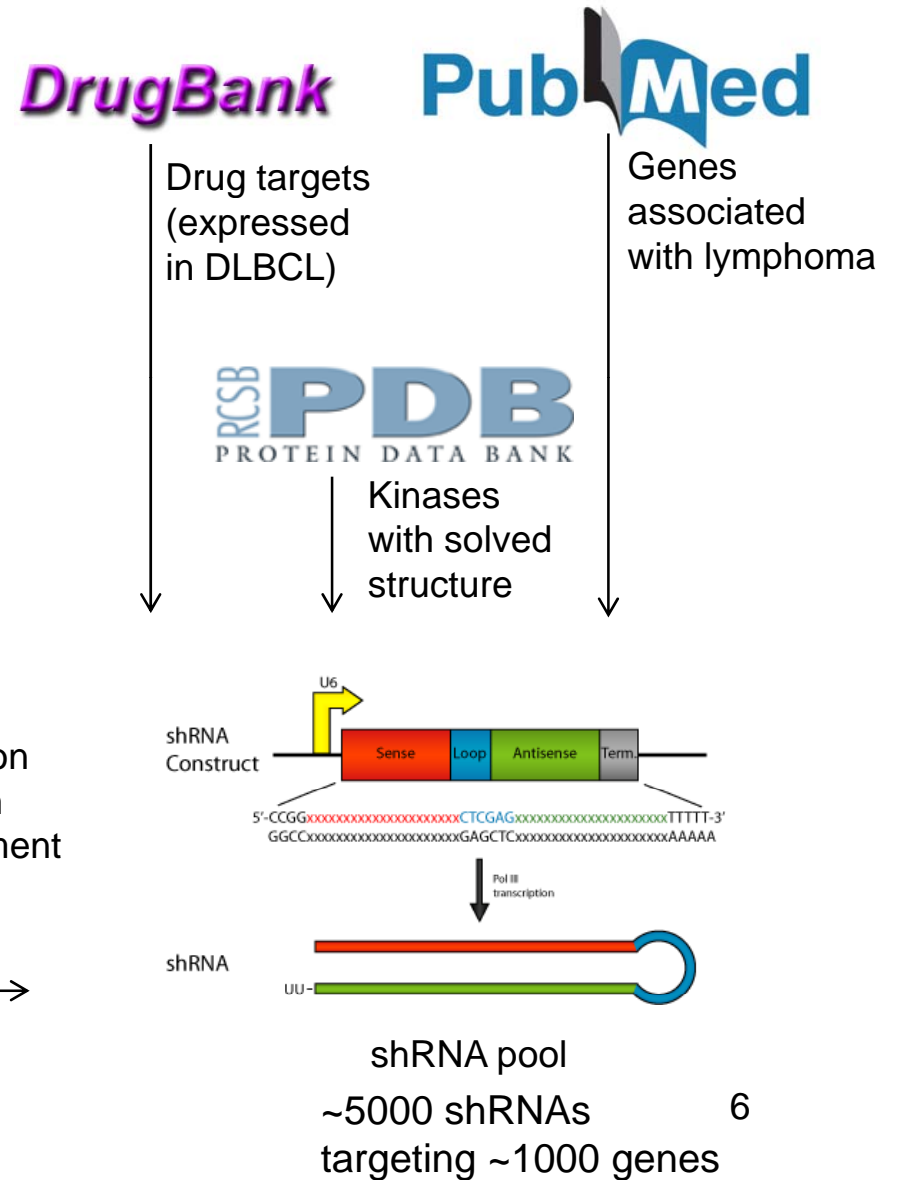 DrugBank
PubMed
Drug targets
(expressed
in DLBCL)
Genes
associated
with lymphoma
RCSB
PDB
PROTEIN DATA BANK
Kinases
with solved
structure
U6
shRNA
Construct
Sense Loop Antisense Term.
5'-CCGGxxxxxxxxxxxxxxxxxxxxxCTCGAGxxxxxxxxxxxxxxxxxxxxxTTTTT-3'
GGCCxxxxxxxxxxxxxxxxxxxxxGAGCTCxxxxxxxxxxxxxxxxxxxxxAAAAA
Pol III
transcription
shRNA
UU-
shRNA pool
~5000 shRNAs
targeting ~1000 genes
6